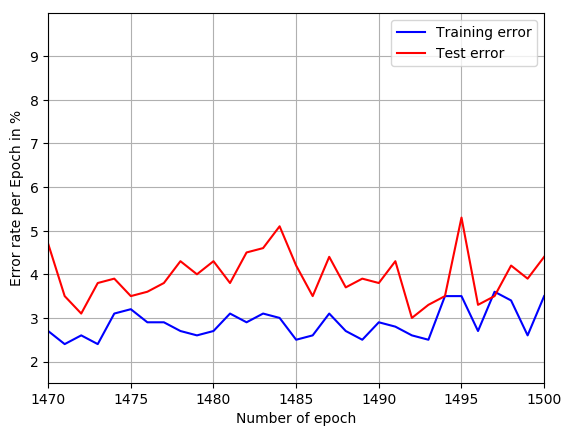 Training error
Test error
Error rate per Epoch in %
9
8
7
6
5
4
3
2
1470 1475 1480 1485 1490 1495 1500
Number of epoch